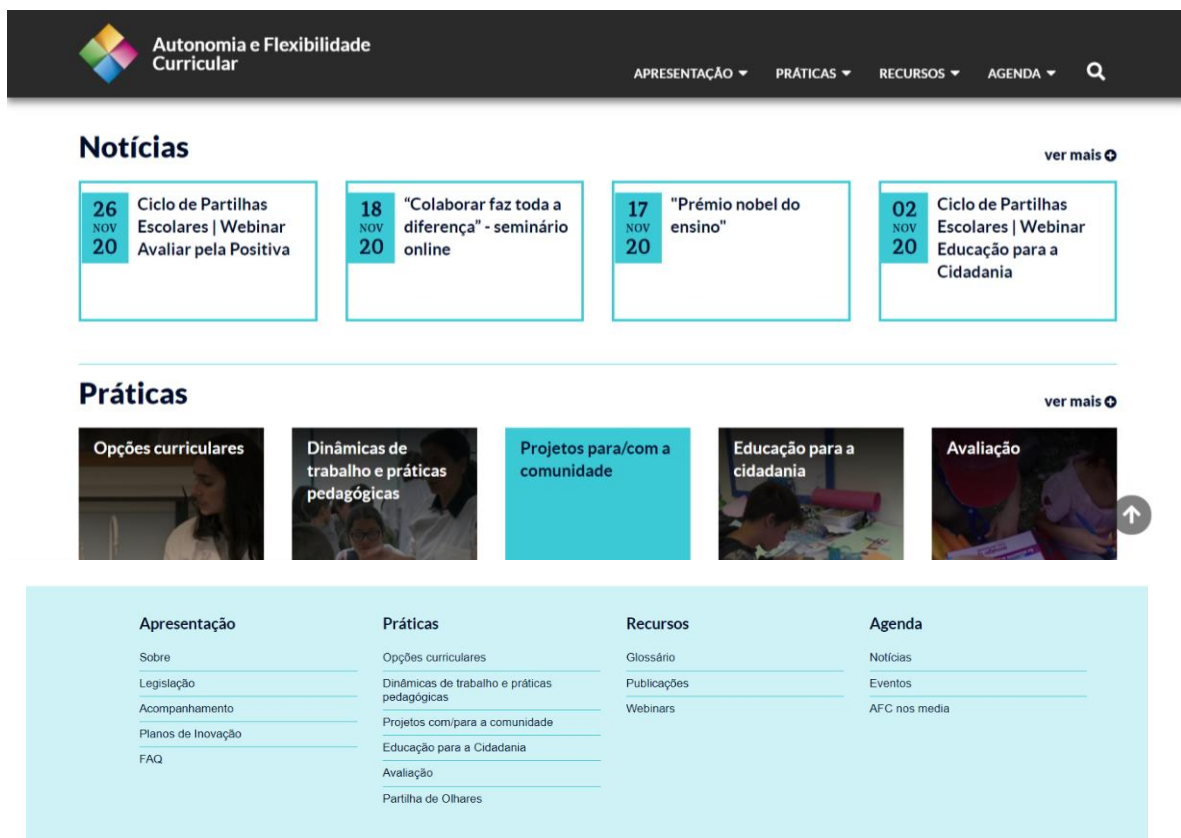 Autonomia e Flexibilidade
Curricular
APRESENTAÇÃO PRÁTICAS RECURSOS AGENDA
Notícias
ver mais
26
NOV
20
Ciclo de Partilhas
Escolares | Webinar
Avaliar pela Positiva
18
NOV
20
“Colaborar faz toda a
diferença” - seminário
online
17
NOV
20
"Prémio nobel do
ensino"
02
NOV
20
Ciclo de Partilhas
Escolares | Webinar
Educação para a
Cidadania
Práticas
ver mais
Opções curriculares
Dinâmicas de
trabalho e práticas
pedagógicas
Projetos para/com a
comunidade
Educação para a
cidadania
Avaliação
Apresentação
Sobre
Legislação
Acompanhamento
Planos de Inovação
FAQ
Práticas
Opções curriculares
Dinâmicas de trabalho e práticas
pedagógicas
Projetos com/para a comunidade
Educação para a Cidadania
Avaliação
Partilha de Olhares
Recursos
Glossário
Publicações
Webinars
Agenda
Notícias
Eventos
AFC nos media